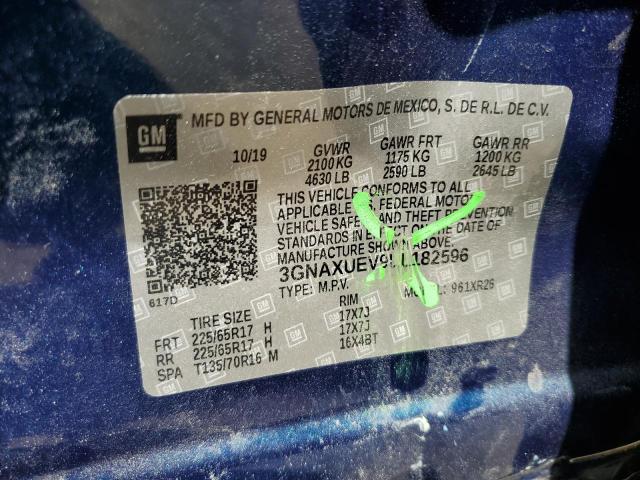 GM MFD BY GENERAL MOTORS DE MEXICO, S. DE R.L. DE C.V.
10/19 GVWR GAWR FRT GAWR RR
2100 KG 1175 KG 1200 KG
4630 LB 2590 LB 2645 LB
THIS VEHICLE CONFORMS TO ALL
APPLICABLE U.S. FEDERAL MOTOR
VEHICLE SAFETY AND THEFT PREVENTION
STANDARDS IN EFFECT ON THE DATE OF
MANUFACTURE SHOWN ABOVE.
3GNAXUEV9LL182596
TYPE: M.P.V. MODEL: 961XR26
617D
TIRE SIZE RIM
FRT 225/65R17 H 17X7J
RR 225/65R17 H 17X7J
SPA T135/70R16 M 16X4BT